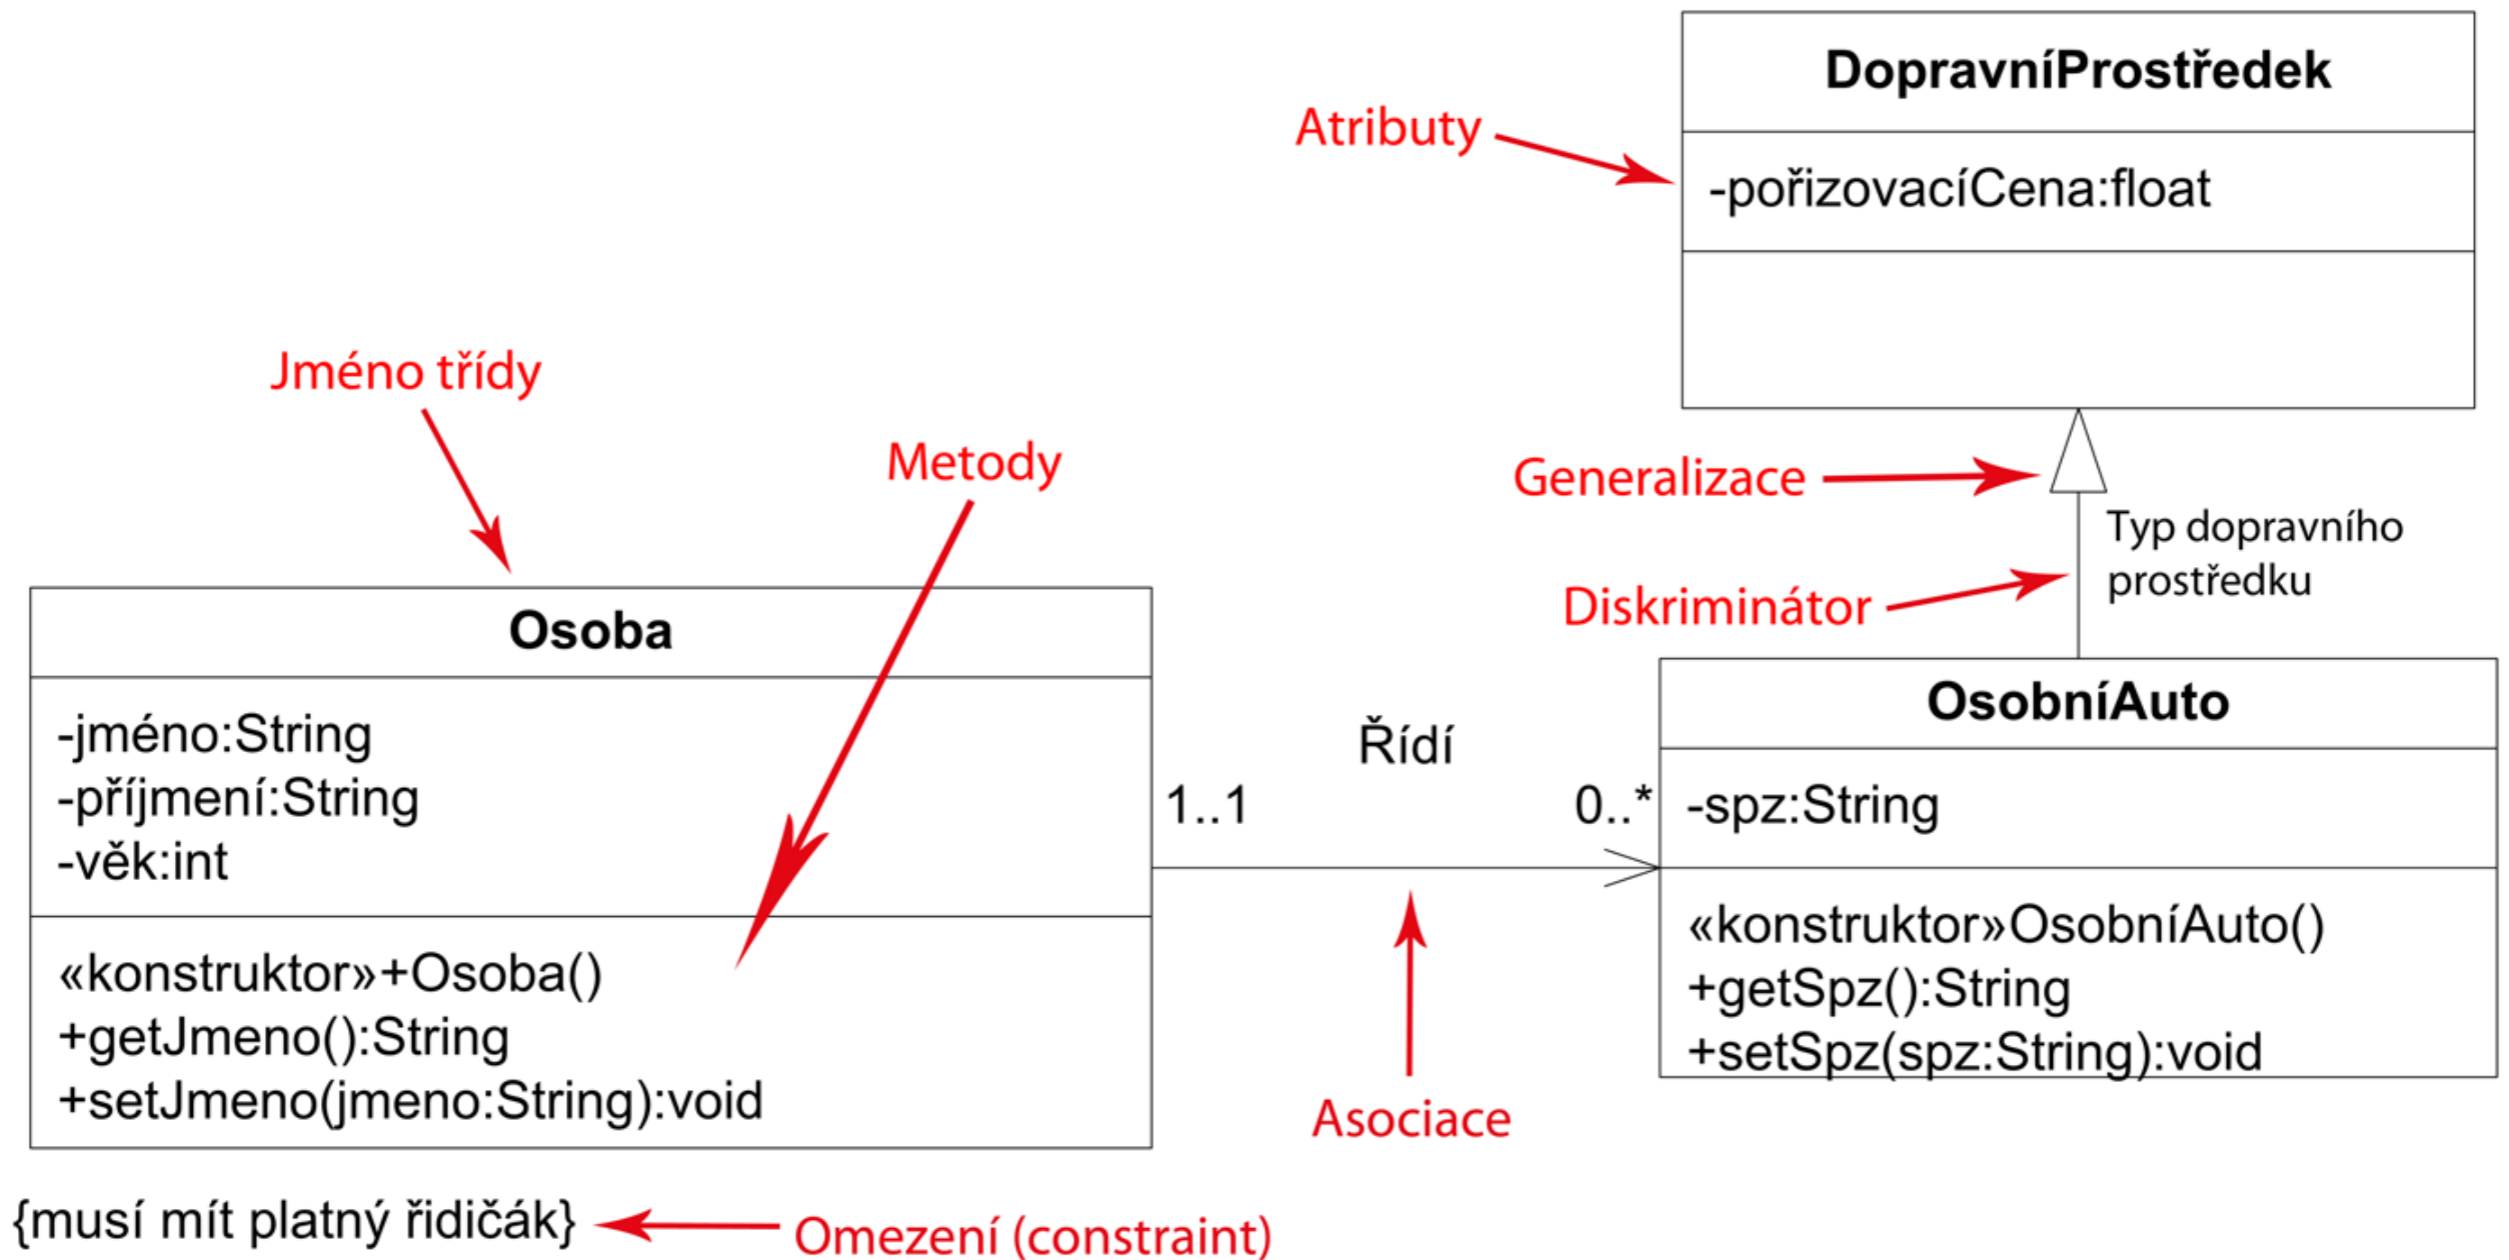 DopravníProstředek
Atributy
-pořizovacíCena:float
Jméno třídy
Metody
Generalizace
Typ dopravního
prostředku
Diskriminátor
Osoba
-jméno:String
-příjmení:String
-věk:int
«konstruktor»+Osoba()
+getJmeno():String
+setJmeno(jmeno:String):void
Řídí
1..1
0..*
OsobníAuto
-spz:String
«konstruktor»OsobníAuto()
+getSpz():String
+setSpz(spz:String):void
Asociace
{musí mít platný řidičák}
Omezení (constraint)